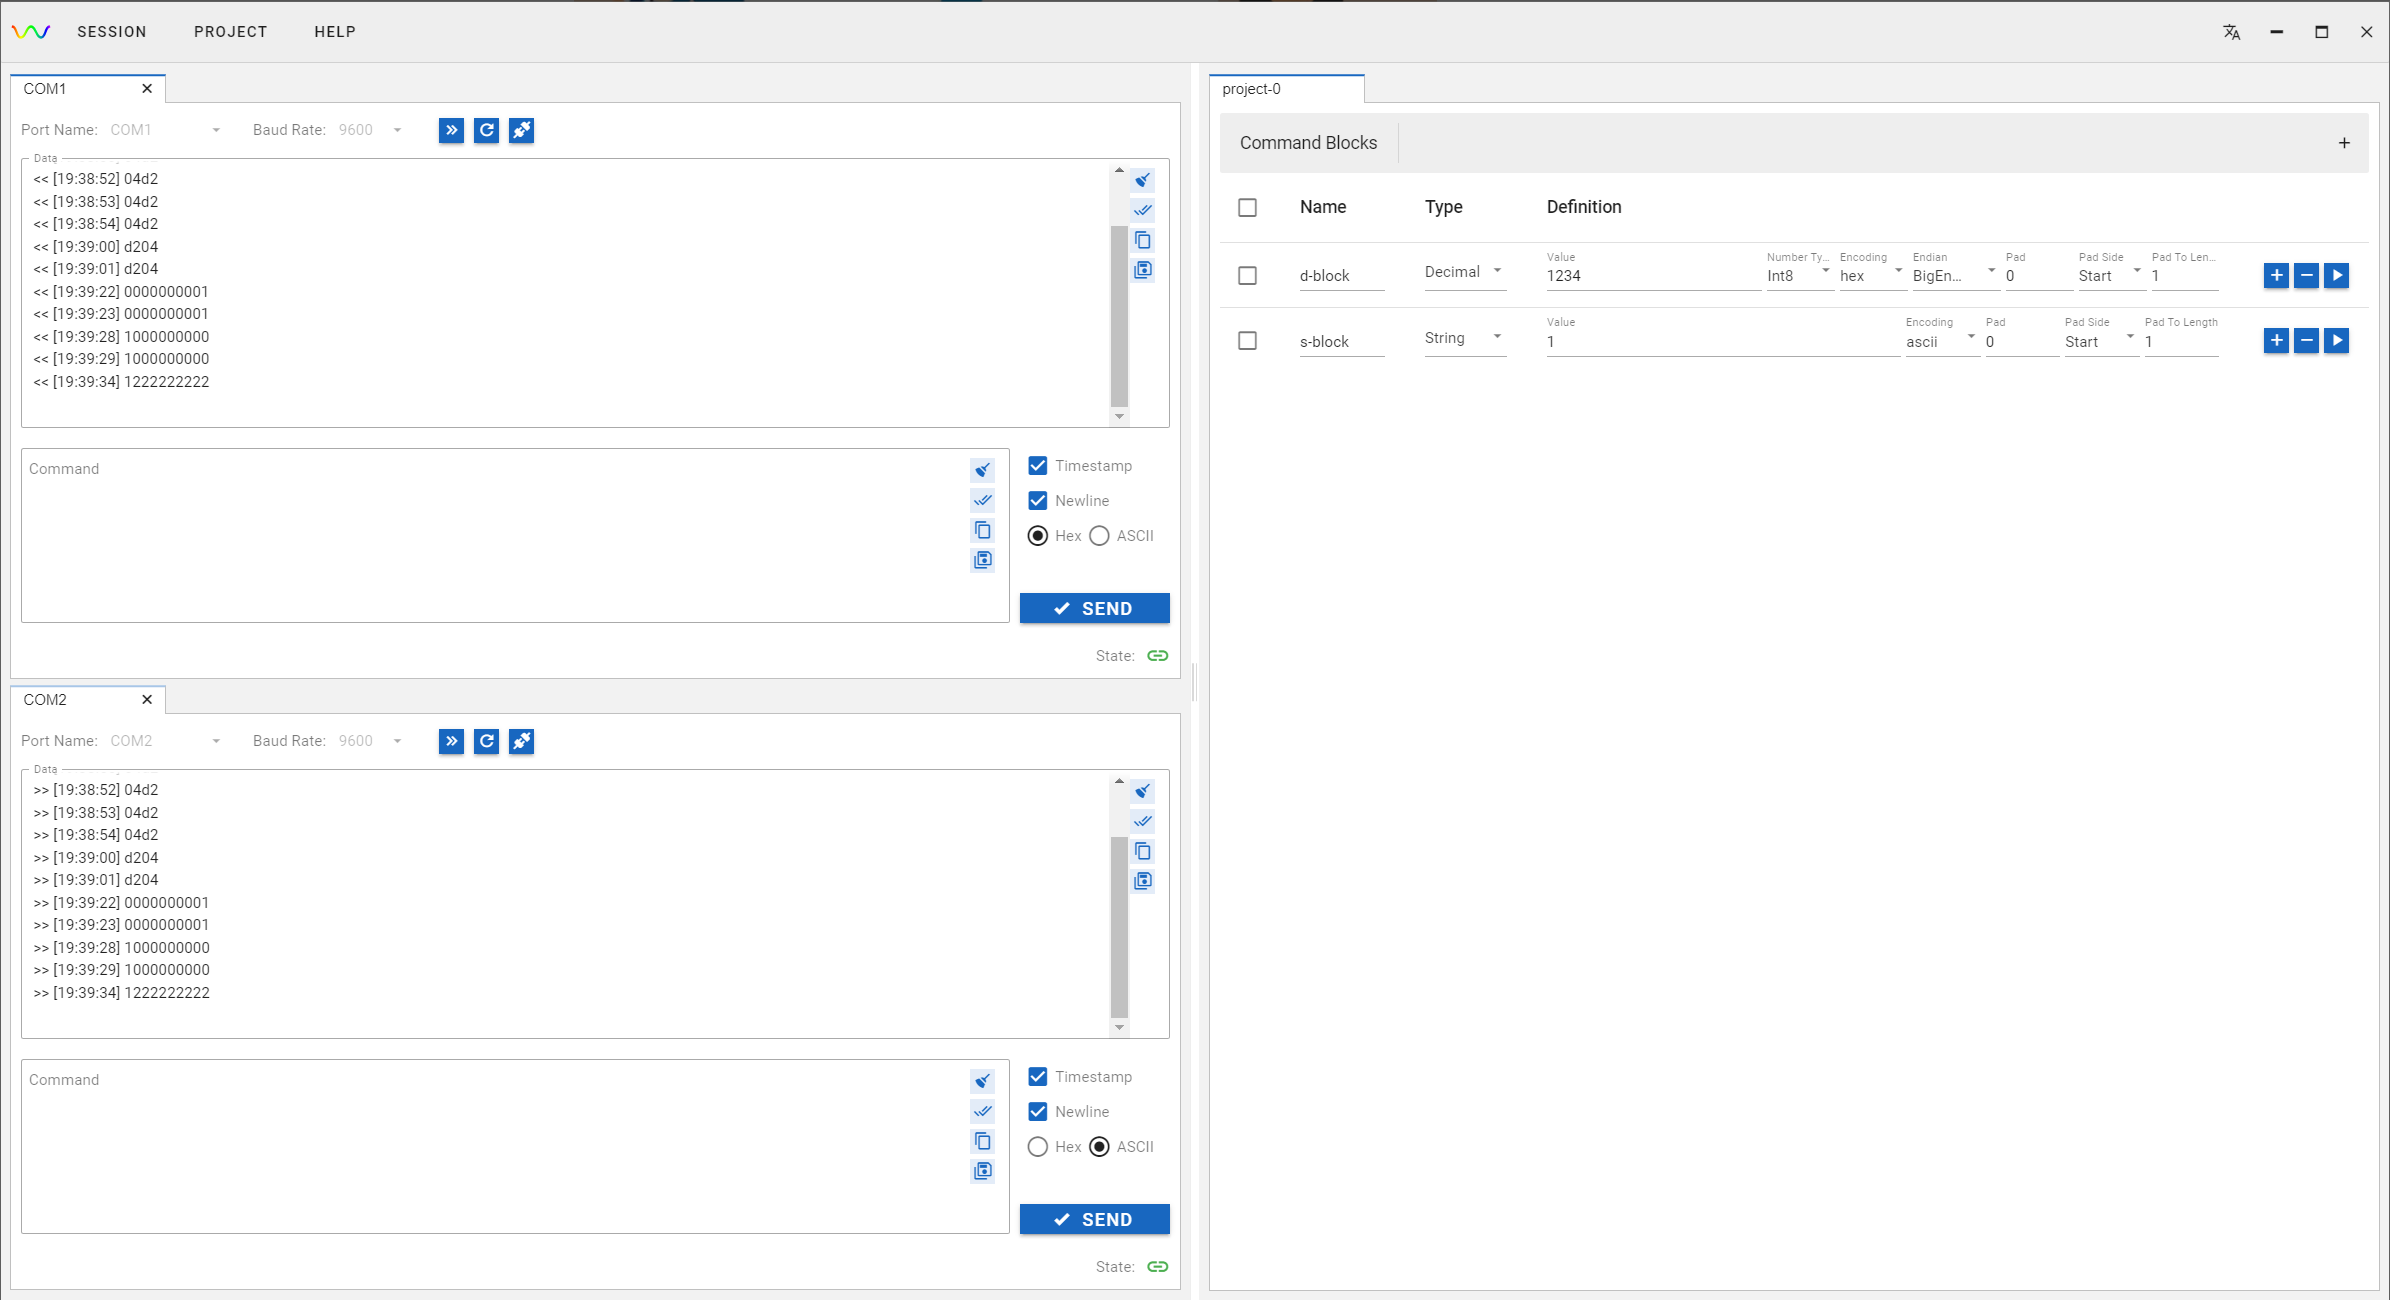 SESSION PROJECT HELP
COM1
Port Name: COM1 Baud Rate: 9600
Data
<< [19:38:52] 04d2
<< [19:38:53] 04d2
<< [19:38:54] 04d2
<< [19:39:00] d204
<< [19:39:01] d204
<< [19:39:22] 0000000001
<< [19:39:23] 0000000001
<< [19:39:28] 1000000000
<< [19:39:29] 1000000000
<< [19:39:34] 1222222222
Command
Timestamp
Newline
Hex ASCII
SEND
State:
COM2
Port Name: COM2 Baud Rate: 9600
Data
>> [19:38:52] 04d2
>> [19:38:53] 04d2
>> [19:38:54] 04d2
>> [19:39:00] d204
>> [19:39:01] d204
>> [19:39:22] 0000000001
>> [19:39:23] 0000000001
>> [19:39:28] 1000000000
>> [19:39:29] 1000000000
>> [19:39:34] 1222222222
Command
Timestamp
Newline
Hex ASCII
SEND
State:
project-0
Command Blocks
Name Type Definition
Value Number Ty... Encoding Endian Pad Pad Side Pad To Len...
d-block Decimal 1234 Int8 hex BigEn... 0 Start 1
Value Encoding Pad Pad Side Pad To Length
s-block String 1 ascii 0 Start 1